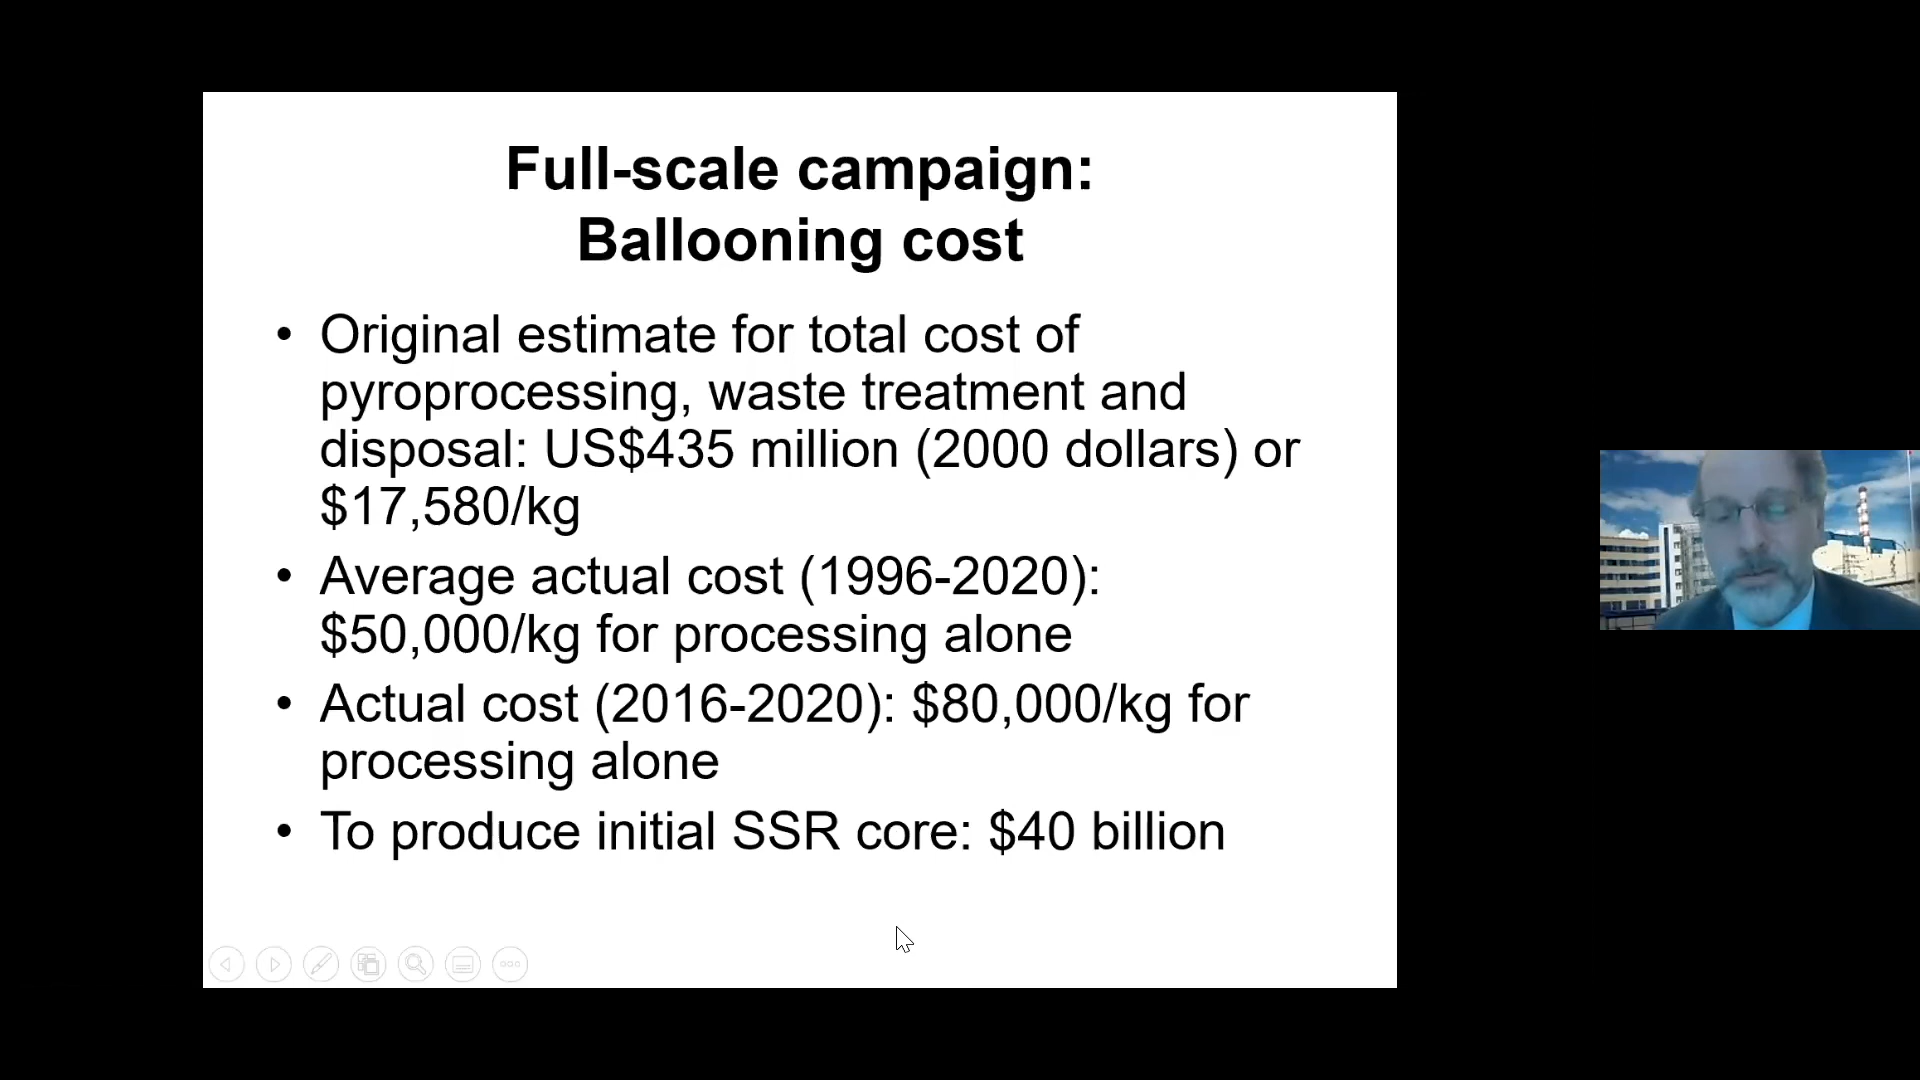 Full-scale campaign:
Ballooning cost
• Original estimate for total cost of
pyroprocessing, waste treatment and
disposal: US$435 million (2000 dollars) or
$17,580/kg
• Average actual cost (1996-2020):
$50,000/kg for processing alone
• Actual cost (2016-2020): $80,000/kg for
processing alone
• To produce initial SSR core: $40 billion